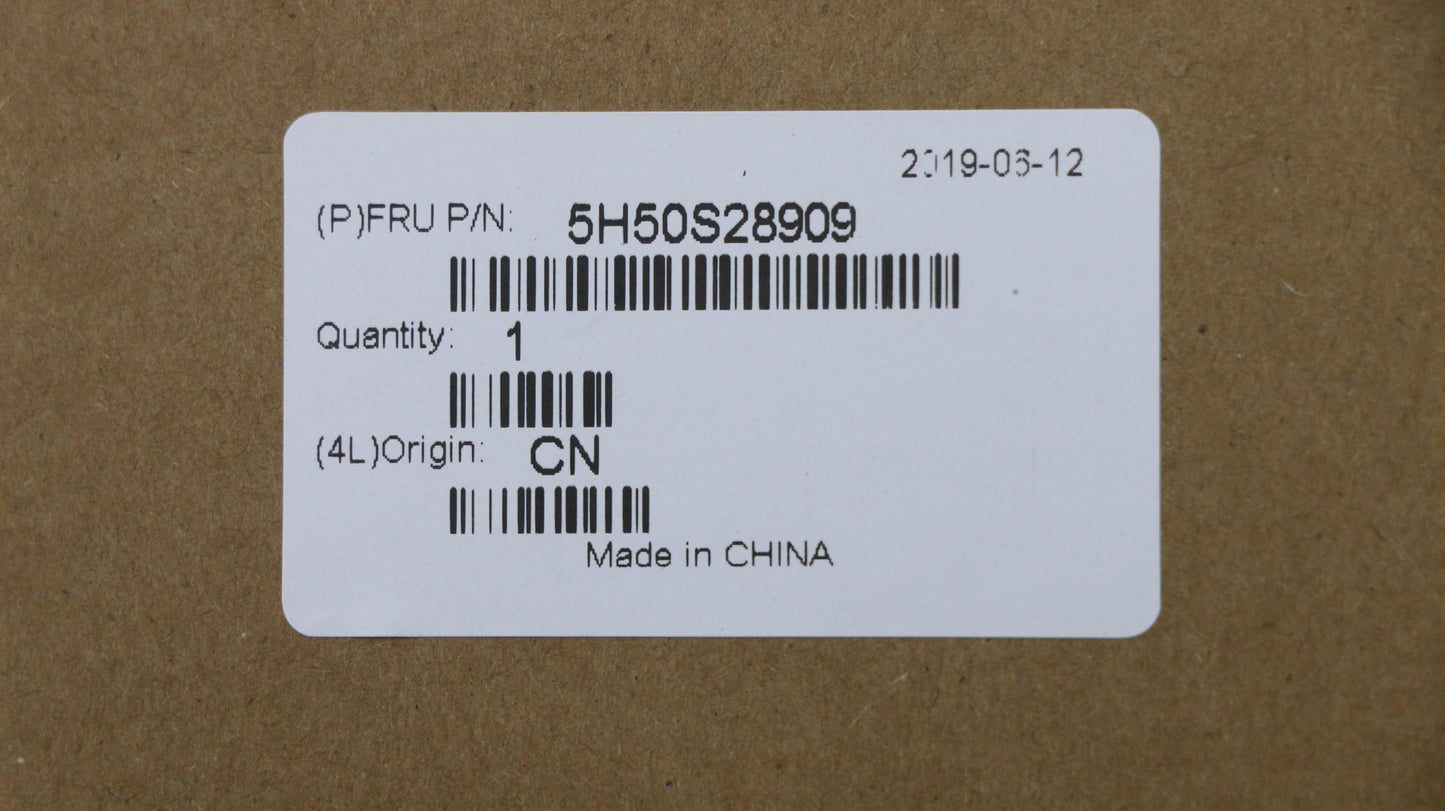 2019-06-12
(P)FRU P/N: 5H50S28909
Quantity: 1
(4L)Origin: CN
Made in CHINA